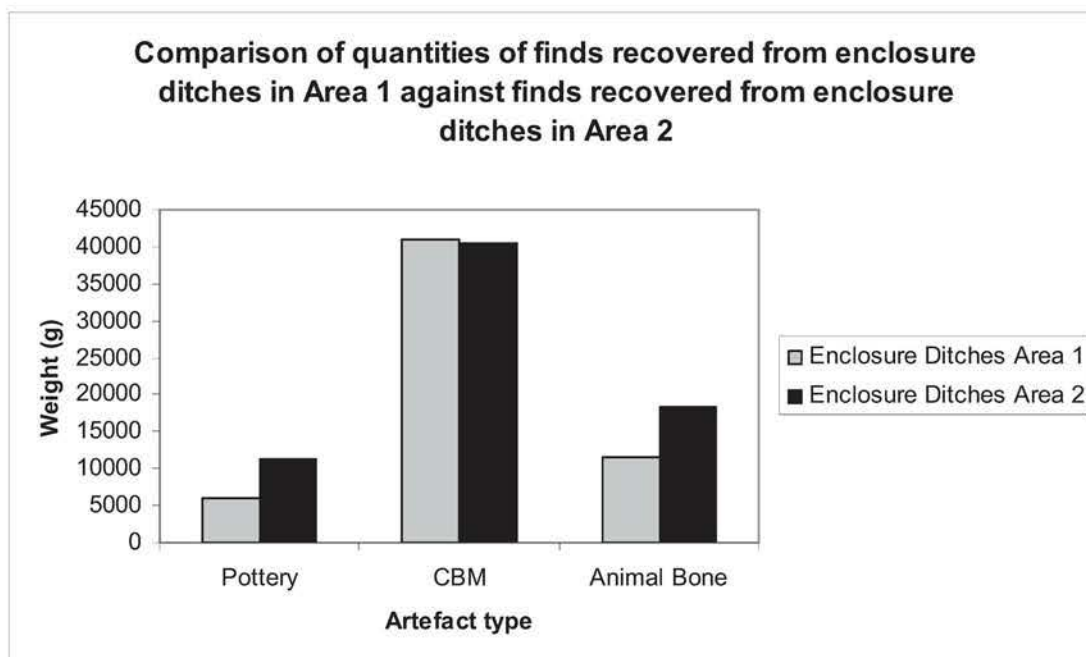 Comparison of quantities of finds recovered from enclosure
ditches in Area 1 against finds recovered from enclosure
ditches in Area 2
45000
40000
35000
30000
25000
20000
15000
10000
5000
0
Weight (g)
Pottery
CBM
Animal Bone
Artefact type
Enclosure Ditches Area 1
Enclosure Ditches Area 2